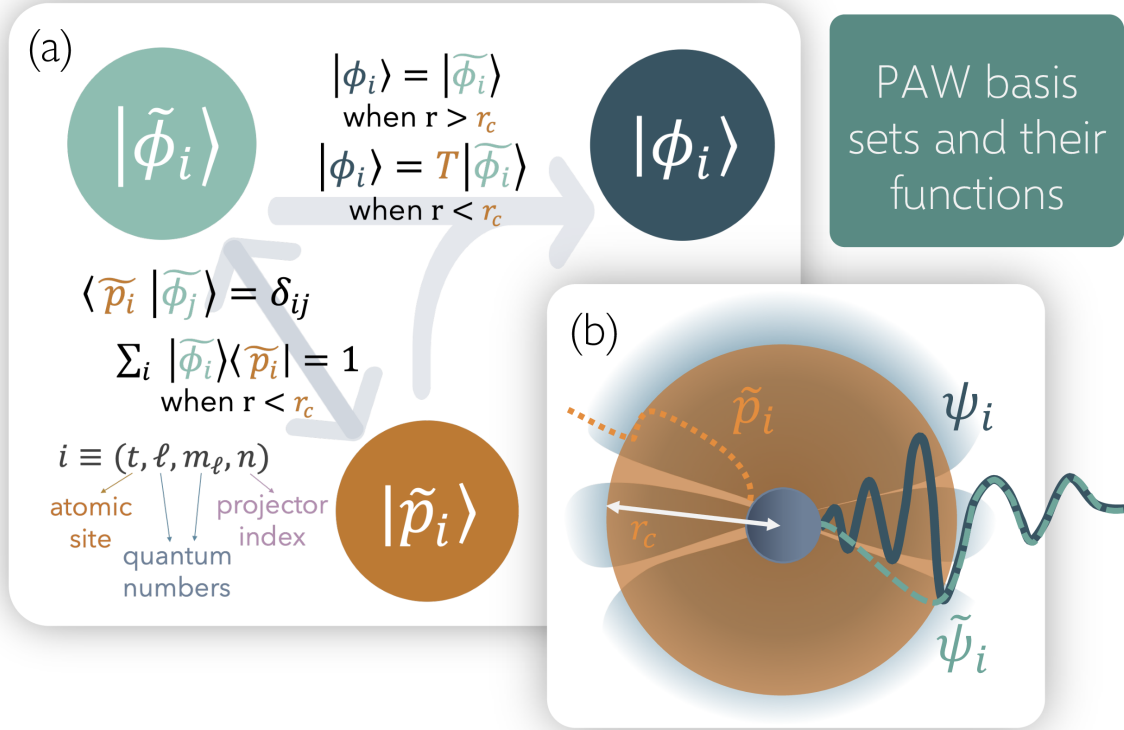 (a)
|ϕ̃ᵢ⟩
|ϕᵢ⟩ = |ϕ̃ᵢ⟩
when r > r_c
|ϕᵢ⟩ = T|ϕ̃ᵢ⟩
when r < r_c
|ϕᵢ⟩
PAW basis
sets and their
functions
⟨p̃ᵢ |ϕ̃ⱼ⟩ = δᵢⱼ
∑ᵢ |ϕ̃ᵢ⟩⟨p̃ᵢ| = 1
when r < r_c
i ≡ (t, ℓ, m_ℓ, n)
atomic
site
quantum
numbers
projector
index
|p̃ᵢ⟩
(b)
p̃ᵢ
ψᵢ
r_c
ψ̃ᵢ